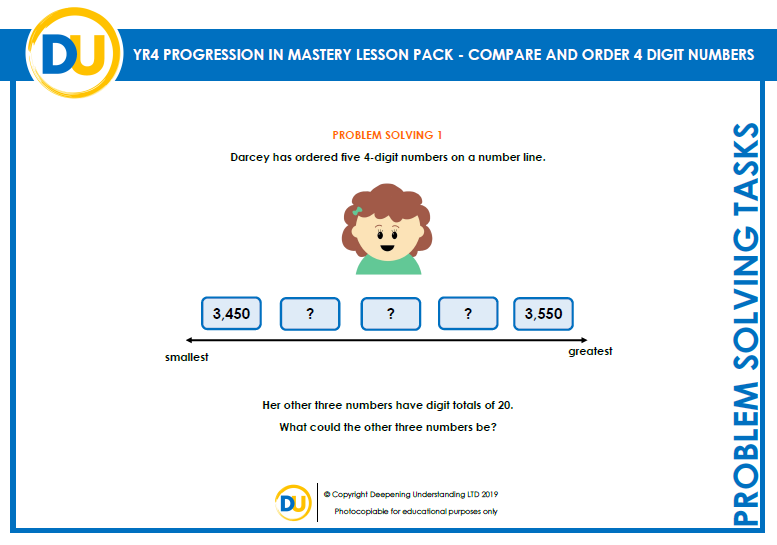 DU
YR4 PROGRESSION IN MASTERY LESSON PACK - COMPARE AND ORDER 4 DIGIT NUMBERS
PROBLEM SOLVING 1
Darcey has ordered five 4-digit numbers on a number line.
3,450 ? ? ? 3,550
smallest greatest
Her other three numbers have digit totals of 20.
What could the other three numbers be?
PROBLEM SOLVING TASKS
DU
© Copyright Deepening Understanding LTD 2019
Photocopiable for educational purposes only